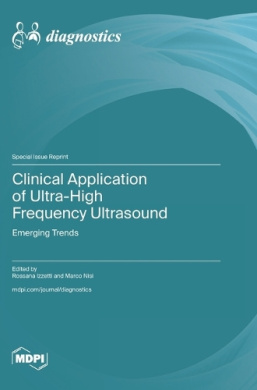 diagnostics
Special Issue Reprint
Clinical Application
of Ultra-High
Frequency Ultrasound
Emerging Trends
Edited by
Rossana Izzetti and Marco Nisi
mdpi.com/journal/diagnostics
MDPI